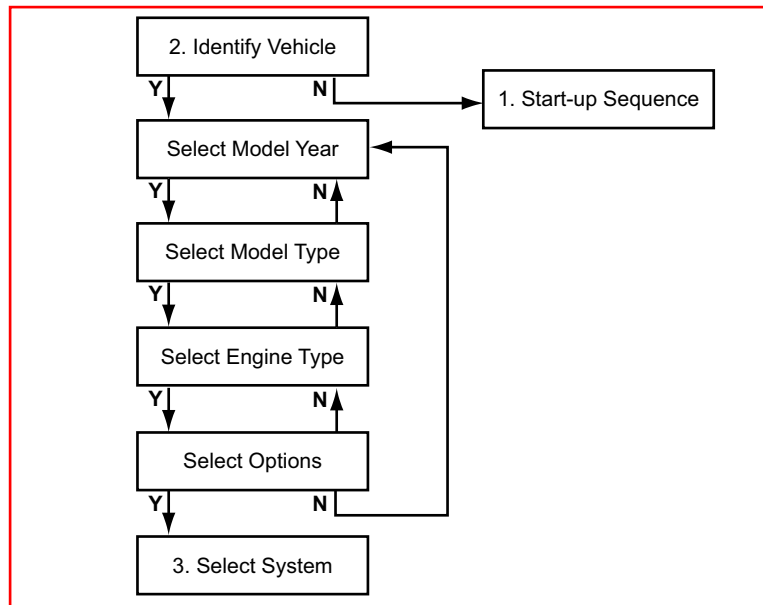 2. Identify Vehicle
Y
N
1. Start-up Sequence
Select Model Year
Y
N
Select Model Type
Y
N
Select Engine Type
Y
N
Select Options
Y
N
3. Select System